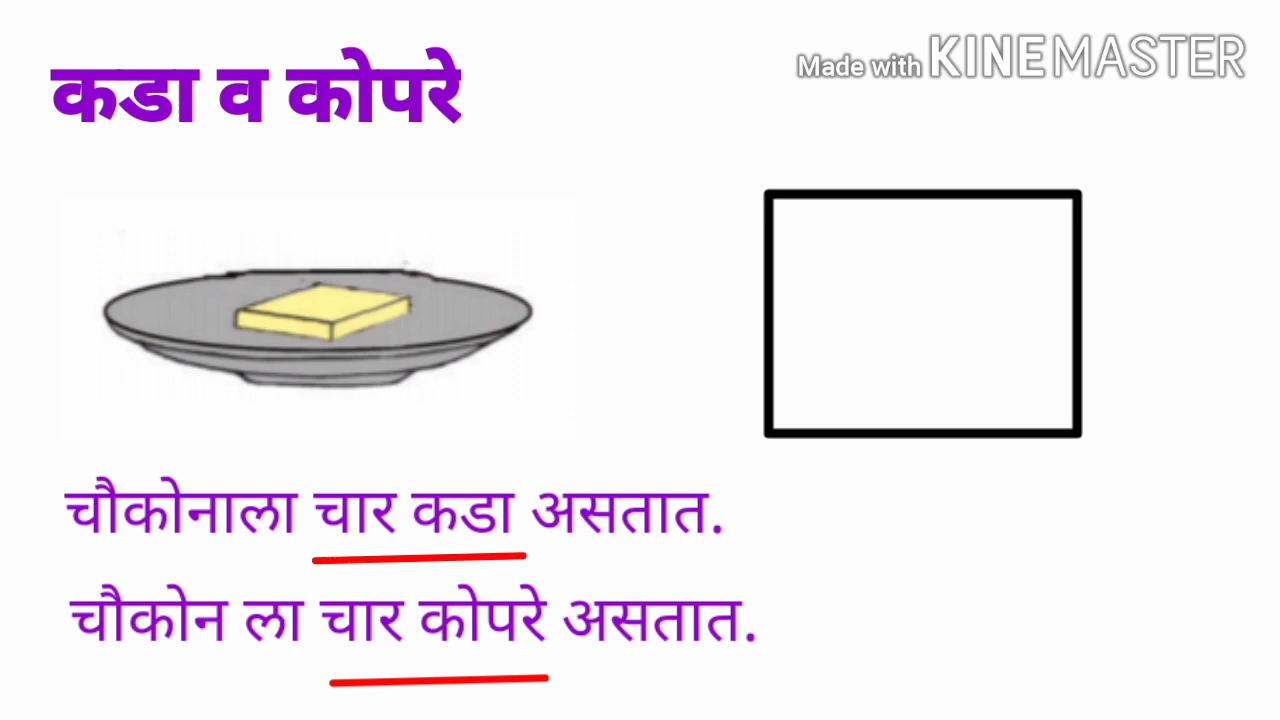 कडा व कोपरे
Made with KINEMASTER
चौकोनाला चार कडा असतात.
चौकोन ला चार कोपरे असतात.